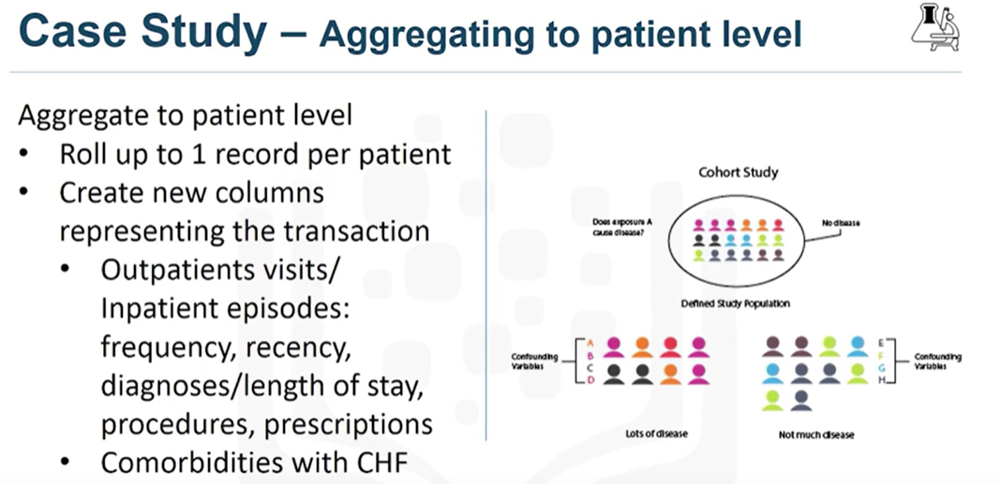 Case Study – Aggregating to patient level
Aggregate to patient level
• Roll up to 1 record per patient
• Create new columns
representing the transaction
• Outpatients visits/
Inpatient episodes:
frequency, recency,
diagnoses/length of stay,
procedures, prescriptions
• Comorbidities with CHF
Cohort Study
Does exposure A
cause disease?
No disease
Defined Study Population
Confounding
Variables
A
B
C
D
E
F
G
H
Confounding
Variables
Lots of disease
Not much disease